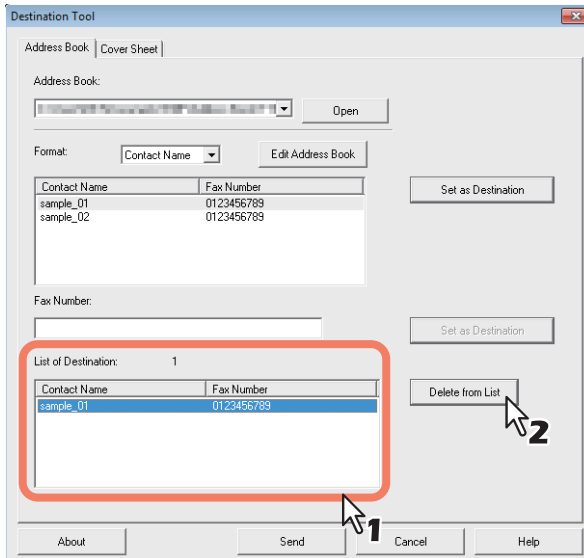 Destination Tool
Address Book
Cover Sheet
Address Book:
Open
Format:
Contact Name
Edit Address Book
Contact Name Fax Number
sample_01 0123456789
sample_02 0123456789
Set as Destination
Fax Number:
Set as Destination
List of Destination: 1
Contact Name Fax Number
sample_01 0123456789
Delete from List
2
1
About
Send
Cancel
Help